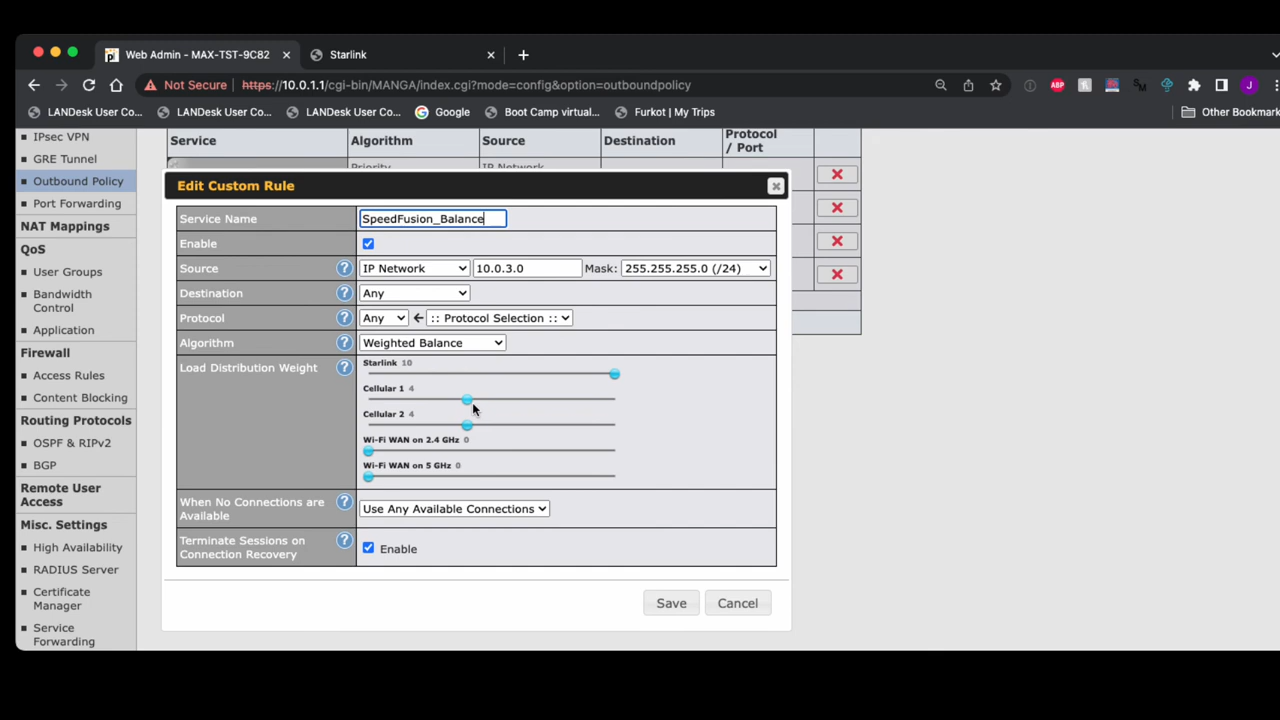 Web Admin - MAX-TST-9C82
Starlink
Not Secure
https://10.0.1.1/cgi-bin/MANGA/index.cgi?mode=config&option=outboundpolicy
ABP
J
LANDesk User Co...
LANDesk User Co...
LANDesk User Co...
Google
Boot Camp virtual...
Furkot | My Trips
Other Bookmark
IPsec VPN
GRE Tunnel
Outbound Policy
Port Forwarding
NAT Mappings
QoS
User Groups
Bandwidth
Control
Application
Firewall
Access Rules
Content Blocking
Routing Protocols
OSPF & RIPv2
BGP
Remote User
Access
Misc. Settings
High Availability
RADIUS Server
Certificate
Manager
Service
Forwarding
Service Algorithm Source Destination Protocol
/ Port
Priority IP Network
Edit Custom Rule
Service Name SpeedFusion_Balance
Enable
Source ? IP Network 10.0.3.0 Mask: 255.255.255.0 (/24)
Destination ? Any
Protocol ? Any :: Protocol Selection ::
Algorithm ? Weighted Balance
Load Distribution Weight ?
Starlink 10
Cellular 1 4
Cellular 2 4
Wi-Fi WAN on 2.4 GHz 0
Wi-Fi WAN on 5 GHz 0
When No Connections are
Available ?
Use Any Available Connections
Terminate Sessions on
Connection Recovery ?
Enable
Save Cancel